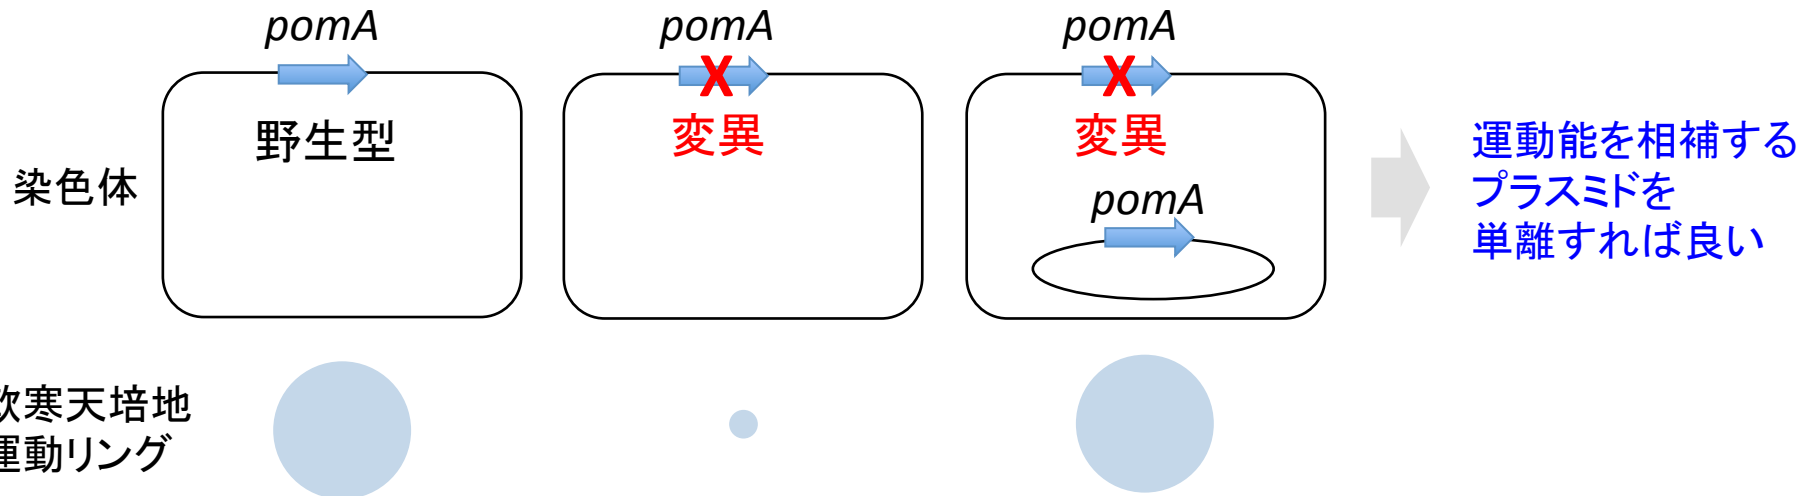 pomA
pomA
pomA
野生型
変異
変異
染色体
pomA
運動能を相補する
プラスミドを
単離すれば良い
寒天培地
運動リング